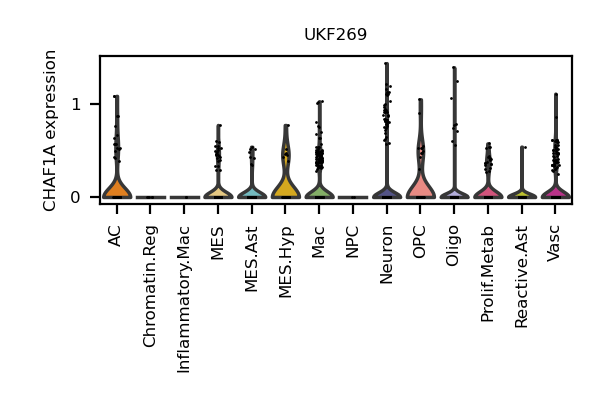 UKF269
CHAF1A expression
1
0
AC
Chromatin.Reg
Inflammatory.Mac
MES
MES.Ast
MES.Hyp
Mac
NPC
Neuron
OPC
Oligo
Prolif.Metab
Reactive.Ast
Vasc